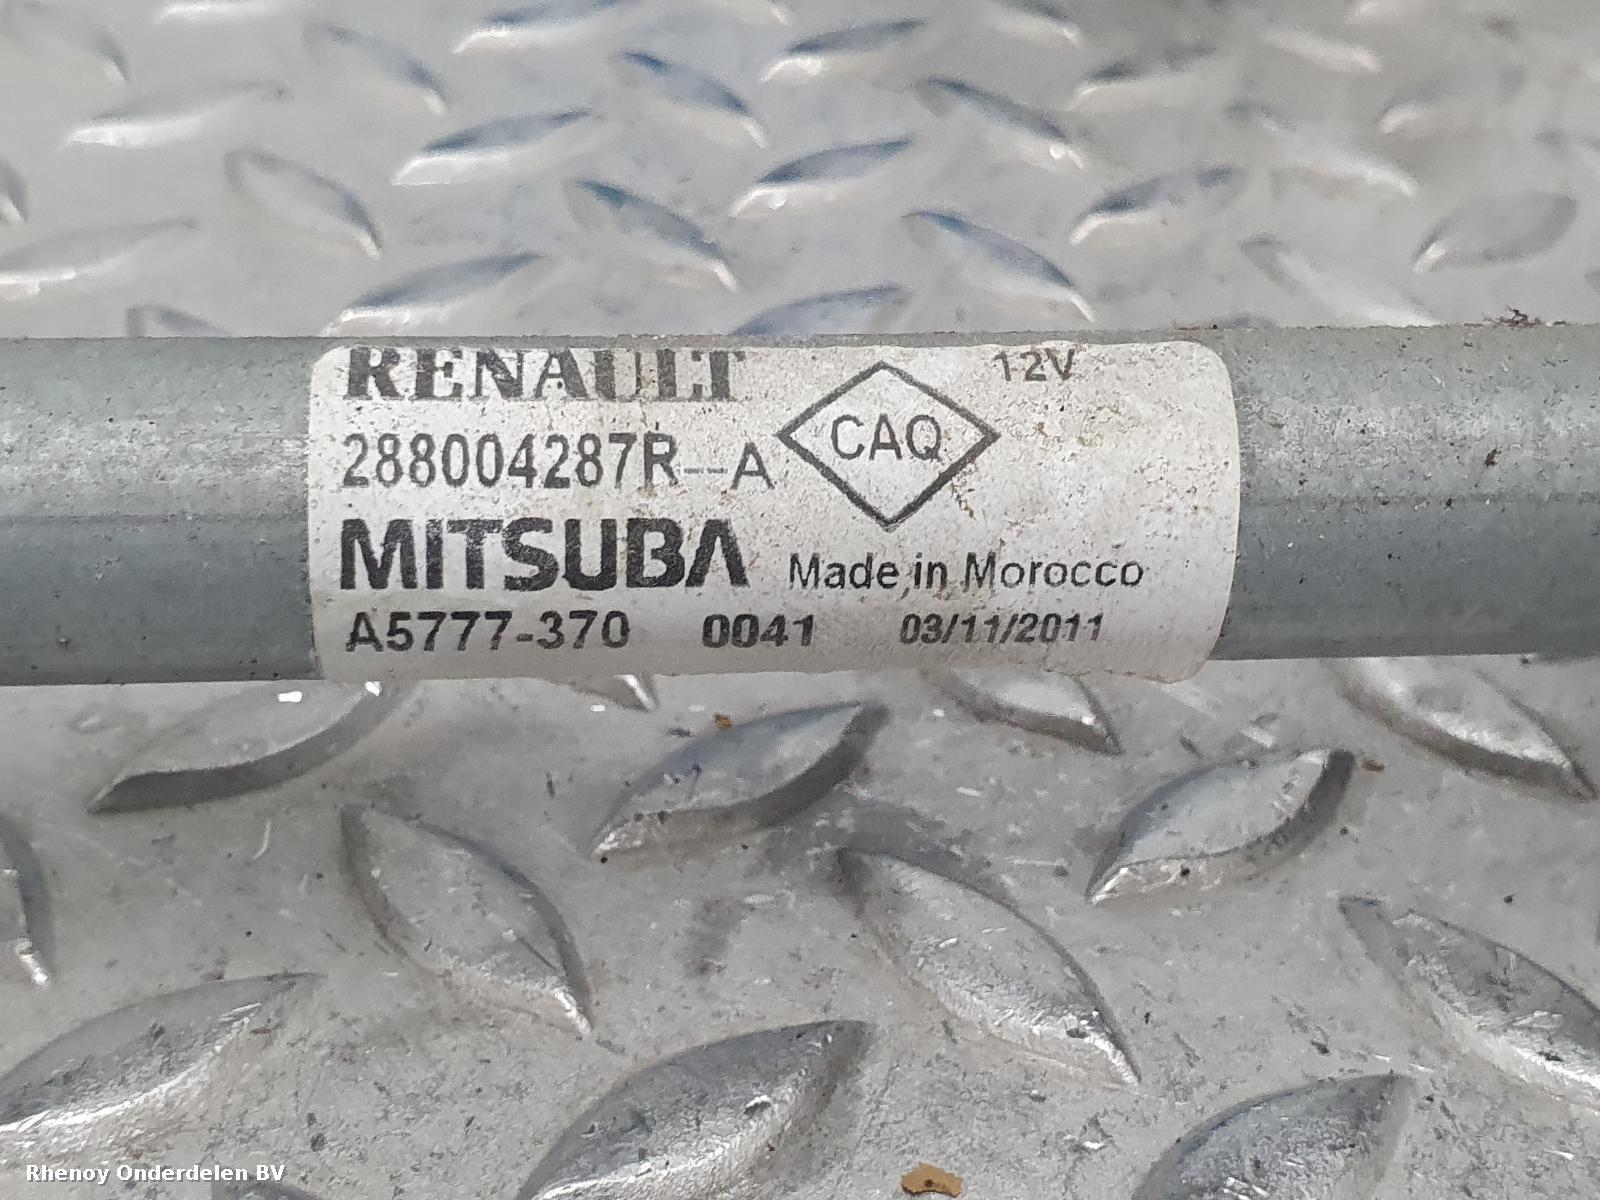 RENAULT
12V
288004287R--A
CAQ
MITSUBA Made in Morocco
A5777-370 0041 03/11/2011
Rhenoy Onderdelen BV